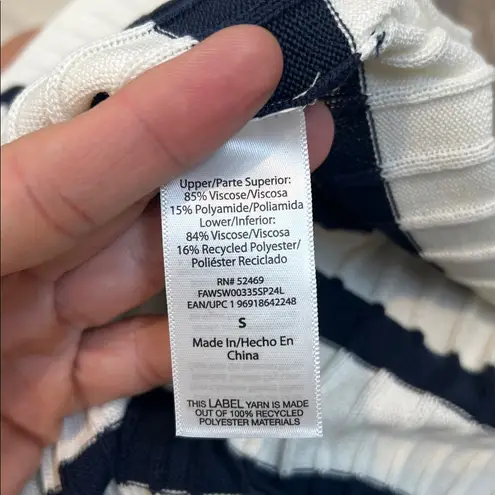 Upper/Parte Superior:
85% Viscose/Viscosa
15% Polyamide/Poliamida
Lower/Inferior:
84% Viscose/Viscosa
16% Recycled Polyester/
Poliéster Reciclado
RN# 52469
FAWSW00335SP24L
EAN/UPC 1 96918642248
S
Made In/Hecho En
China
THIS LABEL YARN IS MADE
OUT OF 100% RECYCLED
POLYESTER MATERIALS